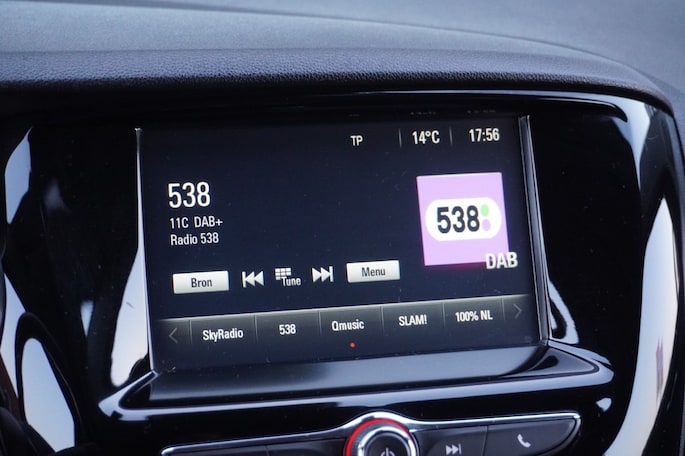 TP 14°C 17:56
538
11C DAB+
Radio 538
538
DAB
Bron Tune Menu
SkyRadio 538 Qmusic SLAM! 100% NL